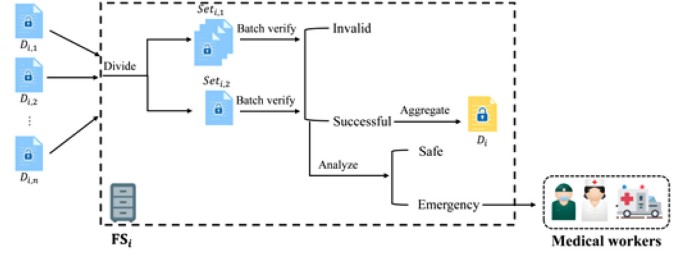 Set_{i,1}
Batch verify
Invalid
D_{i,1}
Divide
Set_{i,2}
D_{i,2}
Batch verify
Successful
Aggregate
D_i
⋮
Analyze
Safe
D_{i,n}
Emergency
FS_i
Medical workers